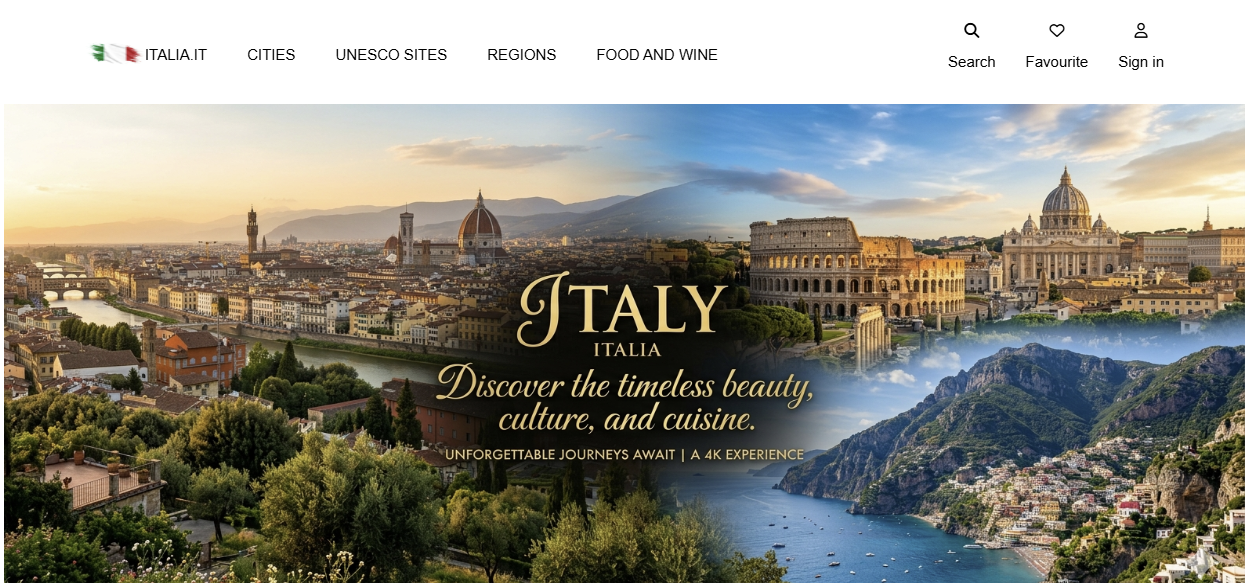 ITALIA.IT CITIES UNESCO SITES REGIONS FOOD AND WINE
Search Favourite Sign in
ITALY
ITALIA
Discover the timeless beauty,
culture, and cuisine.
UNFORGETTABLE JOURNEYS AWAIT | A 4K EXPERIENCE